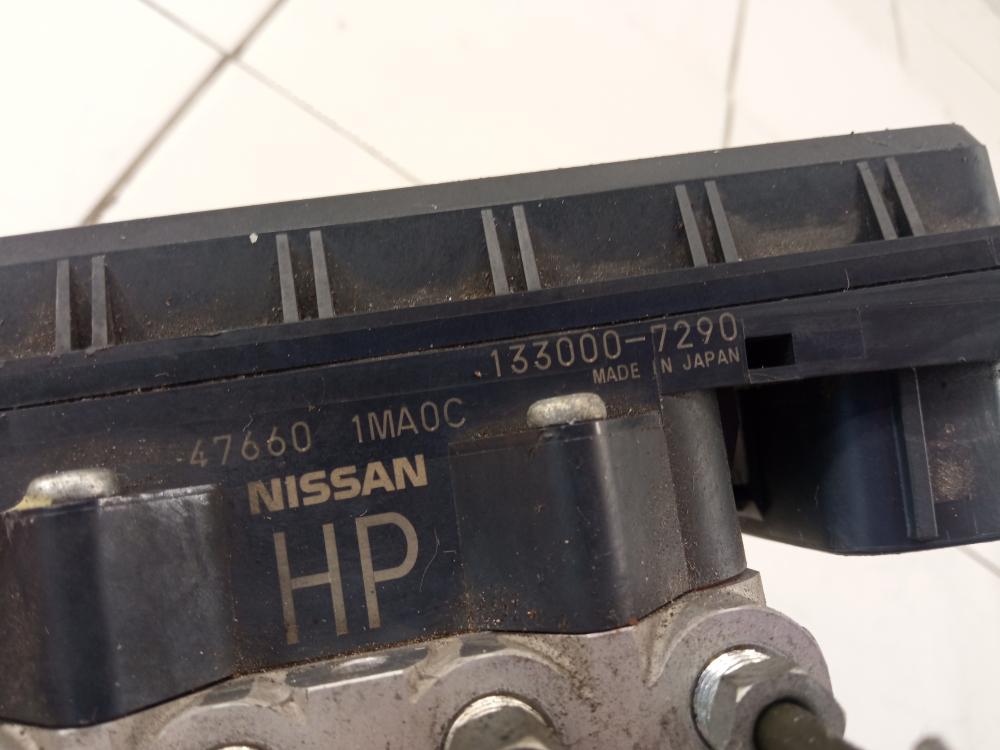 133000-7290
MADE IN JAPAN
47660 1MA0C
NISSAN
HP